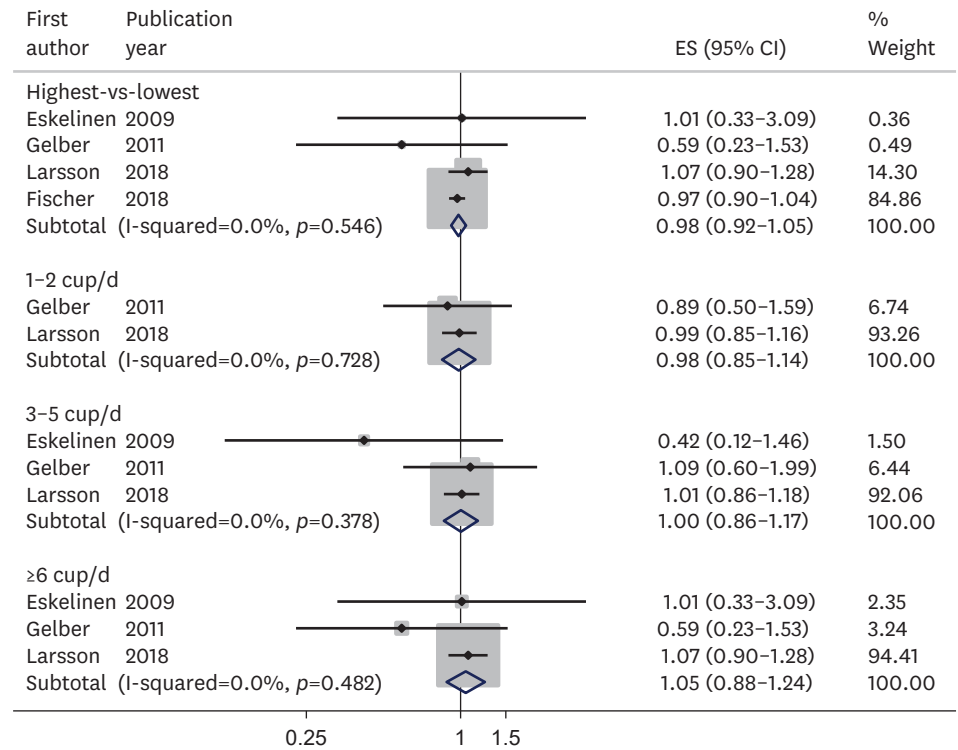 First Publication %
author year ES (95% CI) Weight
Highest-vs-lowest
Eskelinen 2009 1.01 (0.33–3.09) 0.36
Gelber 2011 0.59 (0.23–1.53) 0.49
Larsson 2018 1.07 (0.90–1.28) 14.30
Fischer 2018 0.97 (0.90–1.04) 84.86
Subtotal (I-squared=0.0%, p=0.546) 0.98 (0.92–1.05) 100.00
1–2 cup/d
Gelber 2011 0.89 (0.50–1.59) 6.74
Larsson 2018 0.99 (0.85–1.16) 93.26
Subtotal (I-squared=0.0%, p=0.728) 0.98 (0.85–1.14) 100.00
3–5 cup/d
Eskelinen 2009 0.42 (0.12–1.46) 1.50
Gelber 2011 1.09 (0.60–1.99) 6.44
Larsson 2018 1.01 (0.86–1.18) 92.06
Subtotal (I-squared=0.0%, p=0.378) 1.00 (0.86–1.17) 100.00
≥6 cup/d
Eskelinen 2009 1.01 (0.33–3.09) 2.35
Gelber 2011 0.59 (0.23–1.53) 3.24
Larsson 2018 1.07 (0.90–1.28) 94.41
Subtotal (I-squared=0.0%, p=0.482) 1.05 (0.88–1.24) 100.00
0.25 1 1.5